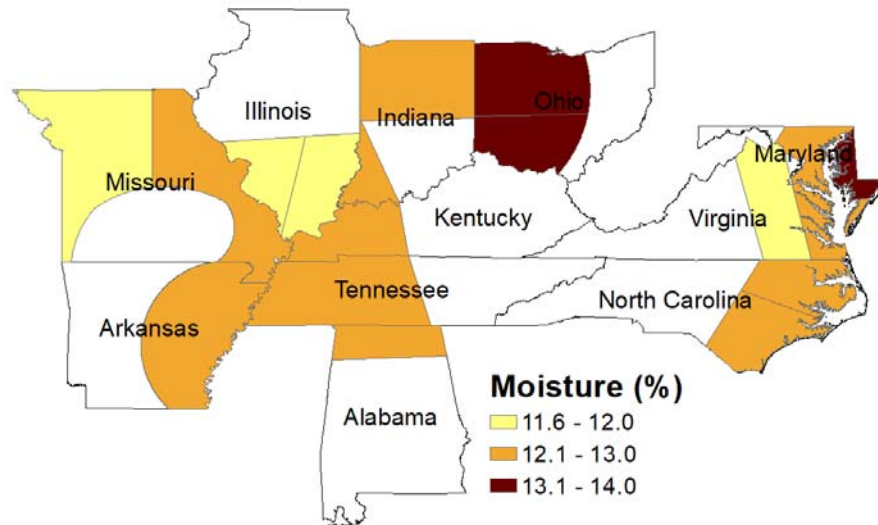 Illinois
Indiana
Ohio
Maryland
Missouri
Kentucky
Virginia
Tennessee
North Carolina
Arkansas
Alabama
Moisture (%)
11.6 - 12.0
12.1 - 13.0
13.1 - 14.0